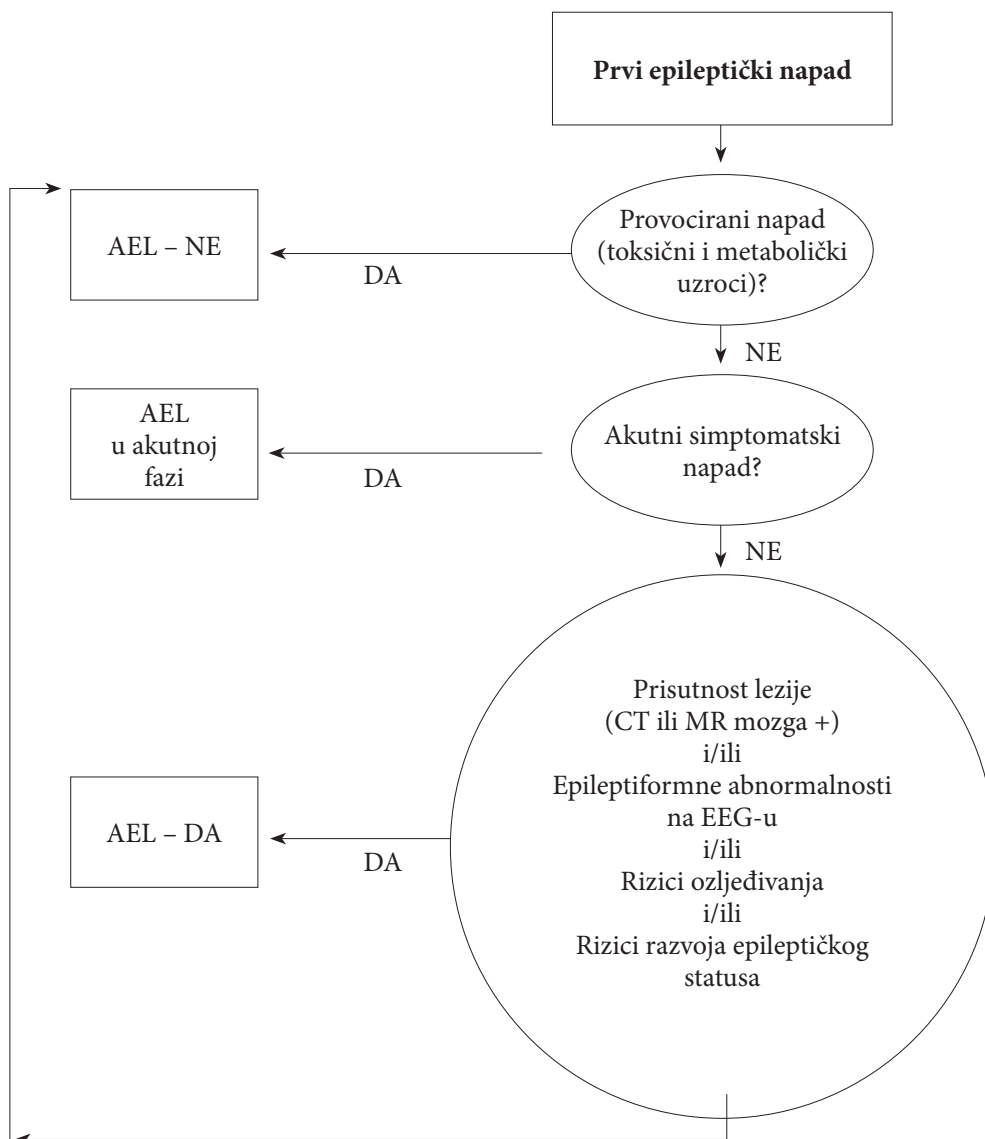 Prvi epileptički napad
Provocirani napad
(toksični i metabolički
uzroci)?
DA
AEL – NE
NE
Akutni simptomatski
napad?
DA
AEL
u akutnoj
fazi
NE
Prisutnost lezije
(CT ili MR mozga +)
i/ili
Epileptiformne abnormalnosti
na EEG-u
i/ili
Rizici ozljeđivanja
i/ili
Rizici razvoja epileptičkog
statusa
DA
AEL – DA